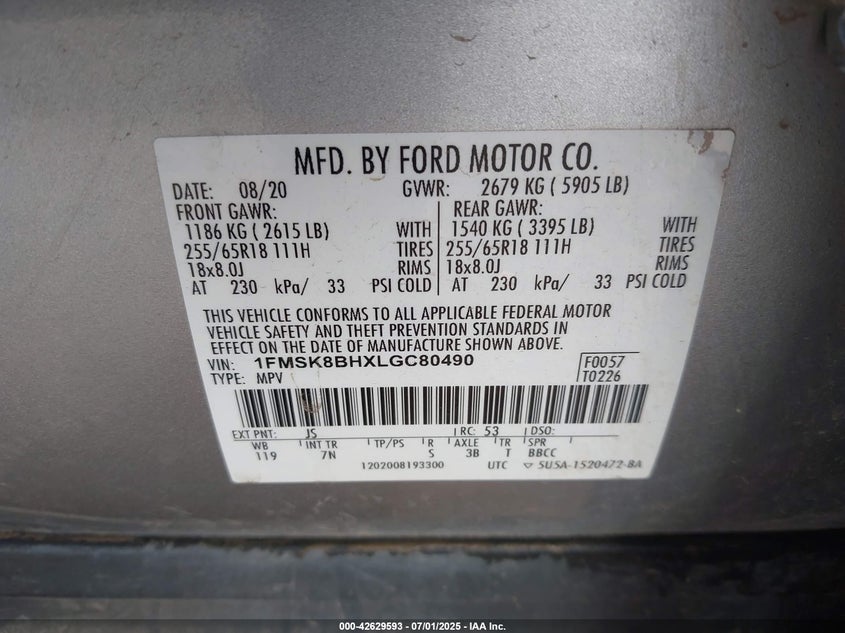 MFD. BY FORD MOTOR CO.
DATE: 08/20 GVWR: 2679 KG ( 5905 LB)
FRONT GAWR: REAR GAWR:
1186 KG ( 2615 LB) WITH 1540 KG ( 3395 LB) WITH
255/65R18 111H TIRES 255/65R18 111H TIRES
18x8.0J RIMS 18x8.0J RIMS
AT 230 kPa/ 33 PSI COLD AT 230 kPa/ 33 PSI COLD
THIS VEHICLE CONFORMS TO ALL APPLICABLE FEDERAL MOTOR
VEHICLE SAFETY AND THEFT PREVENTION STANDARDS IN
EFFECT ON THE DATE OF MANUFACTURE SHOWN ABOVE.
VIN: 1FMSK8BHXLGC80490 F0057
TYPE: MPV T0226
EXT PNT: JS RC: 53 DSO:
WB INT TR TP/PS R AXLE TR SPR
119 7N S 3B T BBCC
1202008193300 UTC ▽ 5U5A-1520472-BA
000-42629593 - 07/01/2025 - IAA Inc.